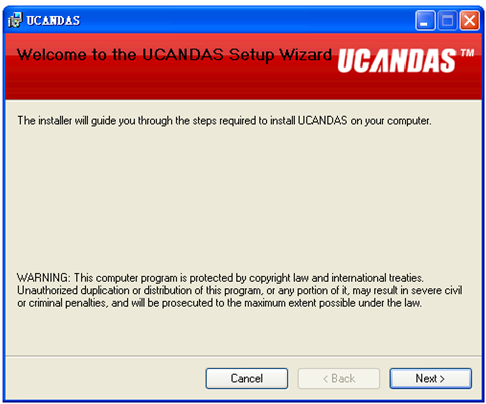 UCANDAS
Welcome to the UCANDAS Setup Wizard
UCANDAS™
The installer will guide you through the steps required to install UCANDAS on your computer.
WARNING: This computer program is protected by copyright law and international treaties.
Unauthorized duplication or distribution of this program, or any portion of it, may result in severe civil
or criminal penalties, and will be prosecuted to the maximum extent possible under the law.
Cancel
< Back
Next >